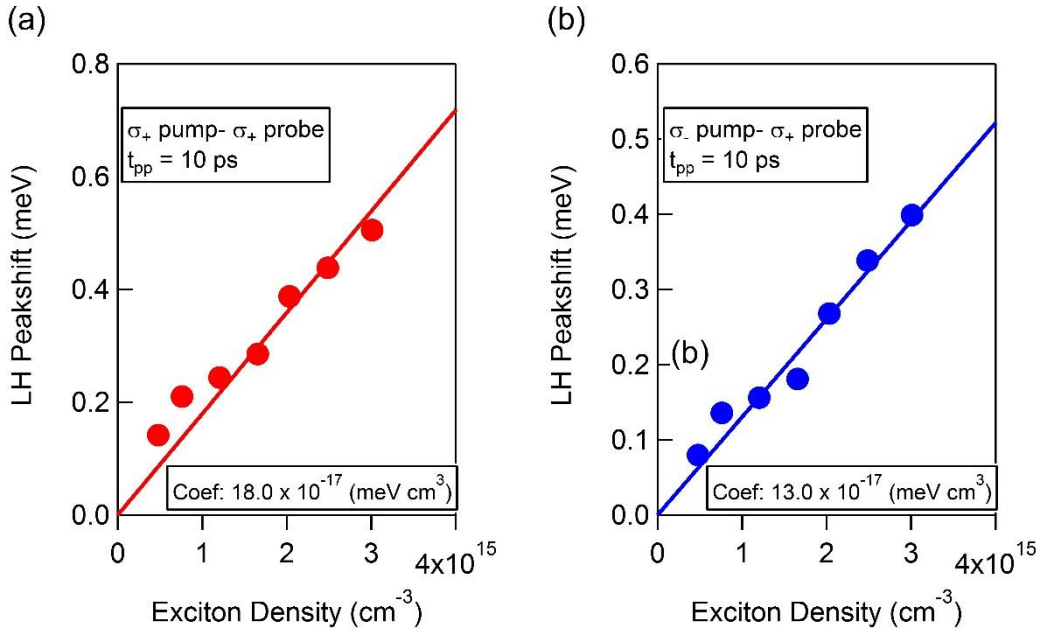 (a)
0.8
0.6
0.4
0.2
0.0
LH Peakshift (meV)
σ₊ pump- σ₊ probe
tₚₚ = 10 ps
Coef: 18.0 x 10⁻¹⁷ (meV cm³)
0 1 2 3 4x10¹⁵
Exciton Density (cm⁻³)
(b)
0.6
0.5
0.4
0.3
0.2
0.1
0.0
LH Peakshift (meV)
σ₋ pump- σ₊ probe
tₚₚ = 10 ps
(b)
Coef: 13.0 x 10⁻¹⁷ (meV cm³)
0 1 2 3 4x10¹⁵
Exciton Density (cm⁻³)